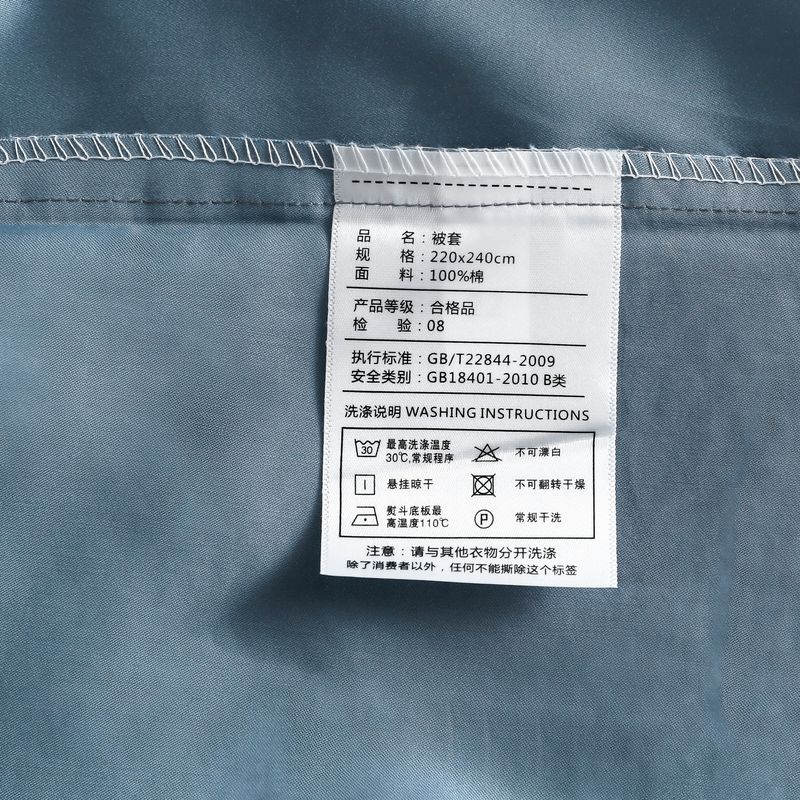 品 名：被套
规 格：220x240cm
面 料：100%棉
产品等级：合格品
检 验：08
执行标准：GB/T22844-2009
安全类别：GB18401-2010 B类
洗涤说明 WASHING INSTRUCTIONS
30 最高洗涤温度 不可漂白
30℃,常规程序
悬挂晾干 不可翻转干燥
熨斗底板最 P 常规干洗
高温度110℃
注意：请与其他衣物分开洗涤
除了消费者以外，任何不能撕除这个标签